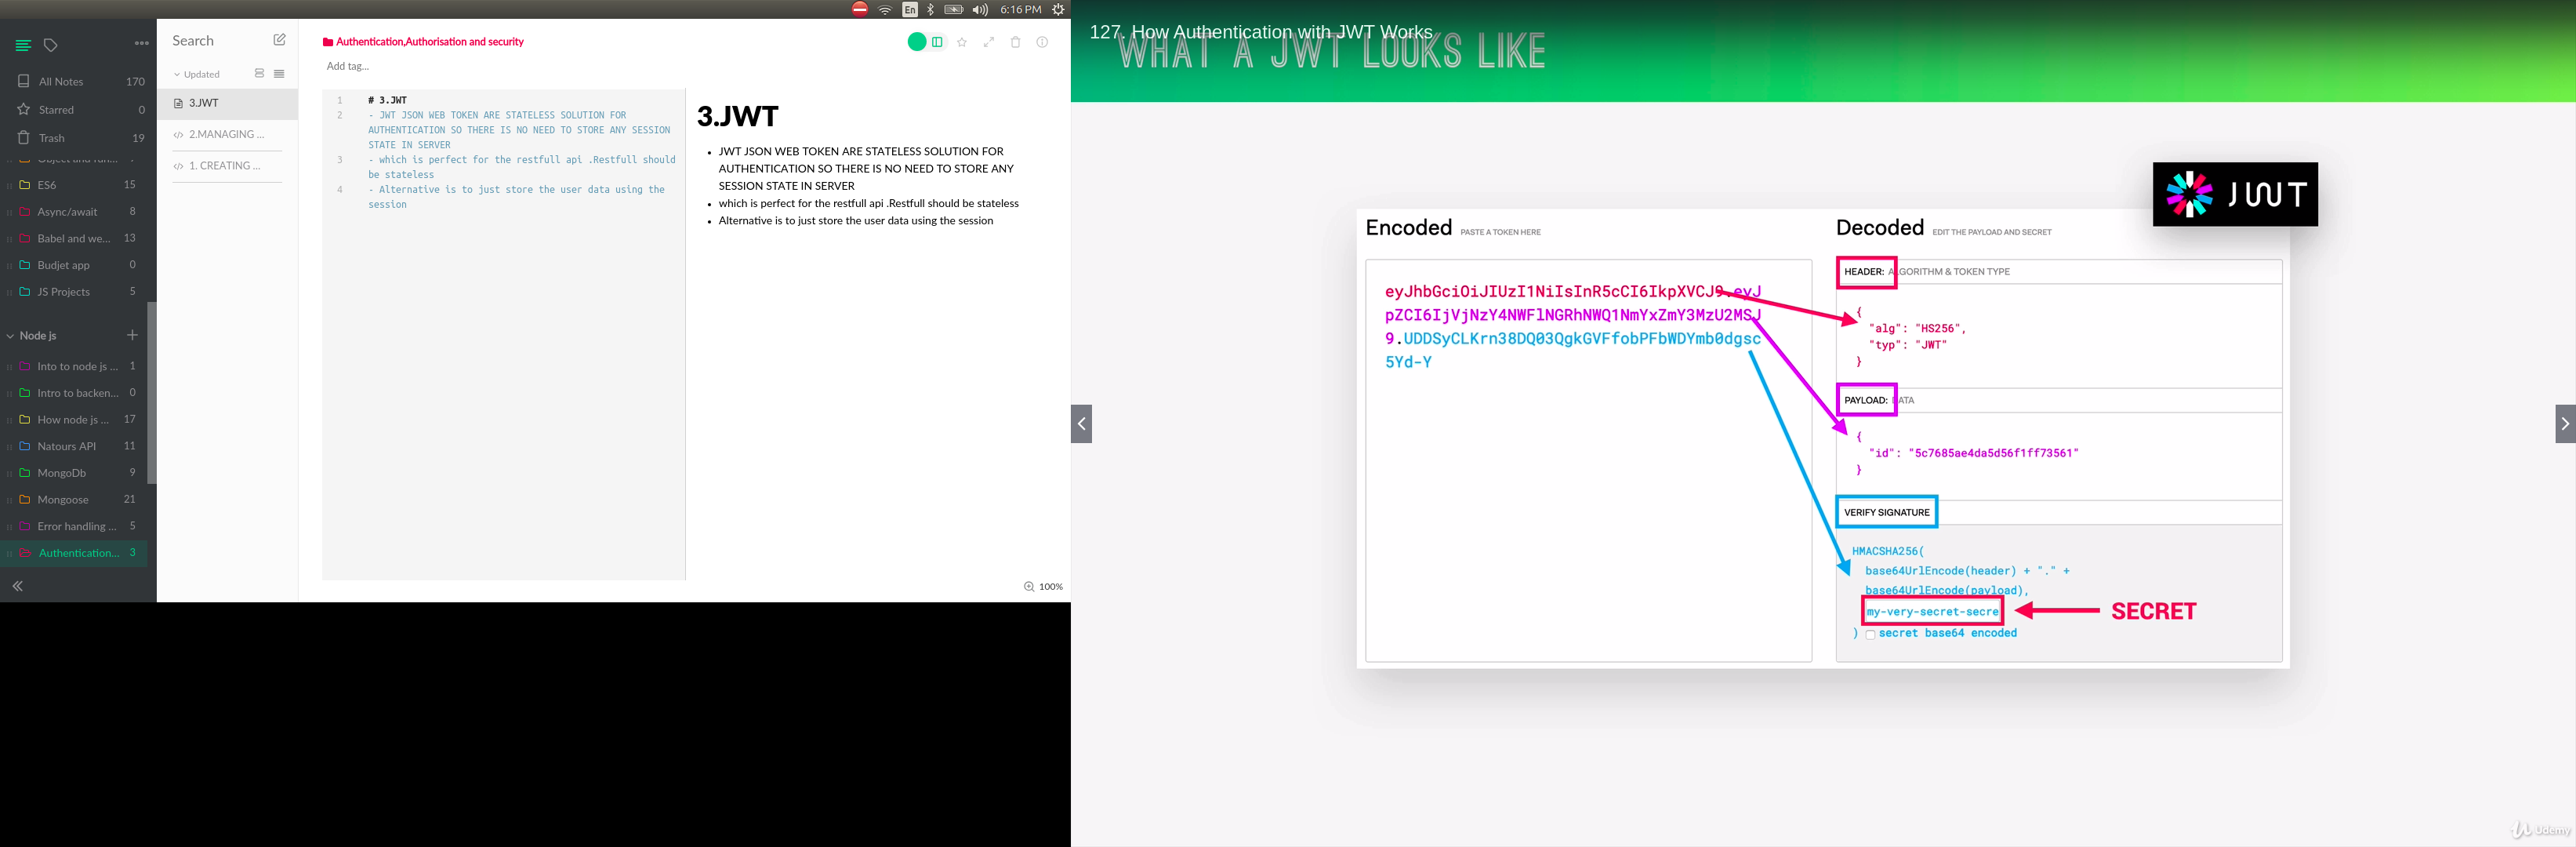 En
6:16 PM
Search
All Notes 170
Starred 0
Trash 19
ES6 15
Async/await 8
Babel and we... 13
Budjet app 0
JS Projects 5
Node js
Into to node js ... 1
Intro to backen... 0
How node js ... 17
Natours API 11
MongoDb 9
Mongoose 21
Error handling ... 5
Authentication... 3
Updated
3.JWT
2.MANAGING ...
1. CREATING ...
Authentication,Authorisation and security
Add tag...
1 # 3.JWT
2 - JWT JSON WEB TOKEN ARE STATELESS SOLUTION FOR
AUTHENTICATION SO THERE IS NO NEED TO STORE ANY SESSION
STATE IN SERVER
3 - which is perfect for the restfull api .Restfull should
be stateless
4 - Alternative is to just store the user data using the
session
3.JWT
• JWT JSON WEB TOKEN ARE STATELESS SOLUTION FOR
AUTHENTICATION SO THERE IS NO NEED TO STORE ANY
SESSION STATE IN SERVER
• which is perfect for the restfull api .Restfull should be stateless
• Alternative is to just store the user data using the session
100%
127. How Authentication with JWT Works
WHAT A JWT LOOKS LIKE
JWT
Encoded PASTE A TOKEN HERE
eyJhbGciOiJIUzI1NiIsInR5cCI6IkpXVCJ9.eyJ
pZCI6IjVjNzY4NWFlNGRhNWQ1NmYxZmY3MzU2MSJ
9.UDDSyCLKrn38DQ03QgkGVFfobPFbWDYmb0dgsc
5Yd-Y
Decoded EDIT THE PAYLOAD AND SECRET
HEADER: ALGORITHM & TOKEN TYPE
{
"alg": "HS256",
"typ": "JWT"
}
PAYLOAD: DATA
{
"id": "5c7685ae4da5d56f1ff73561"
}
VERIFY SIGNATURE
HMACSHA256(
base64UrlEncode(header) + "." +
base64UrlEncode(payload),
my-very-secret-secre
SECRET
) secret base64 encoded
Udemy